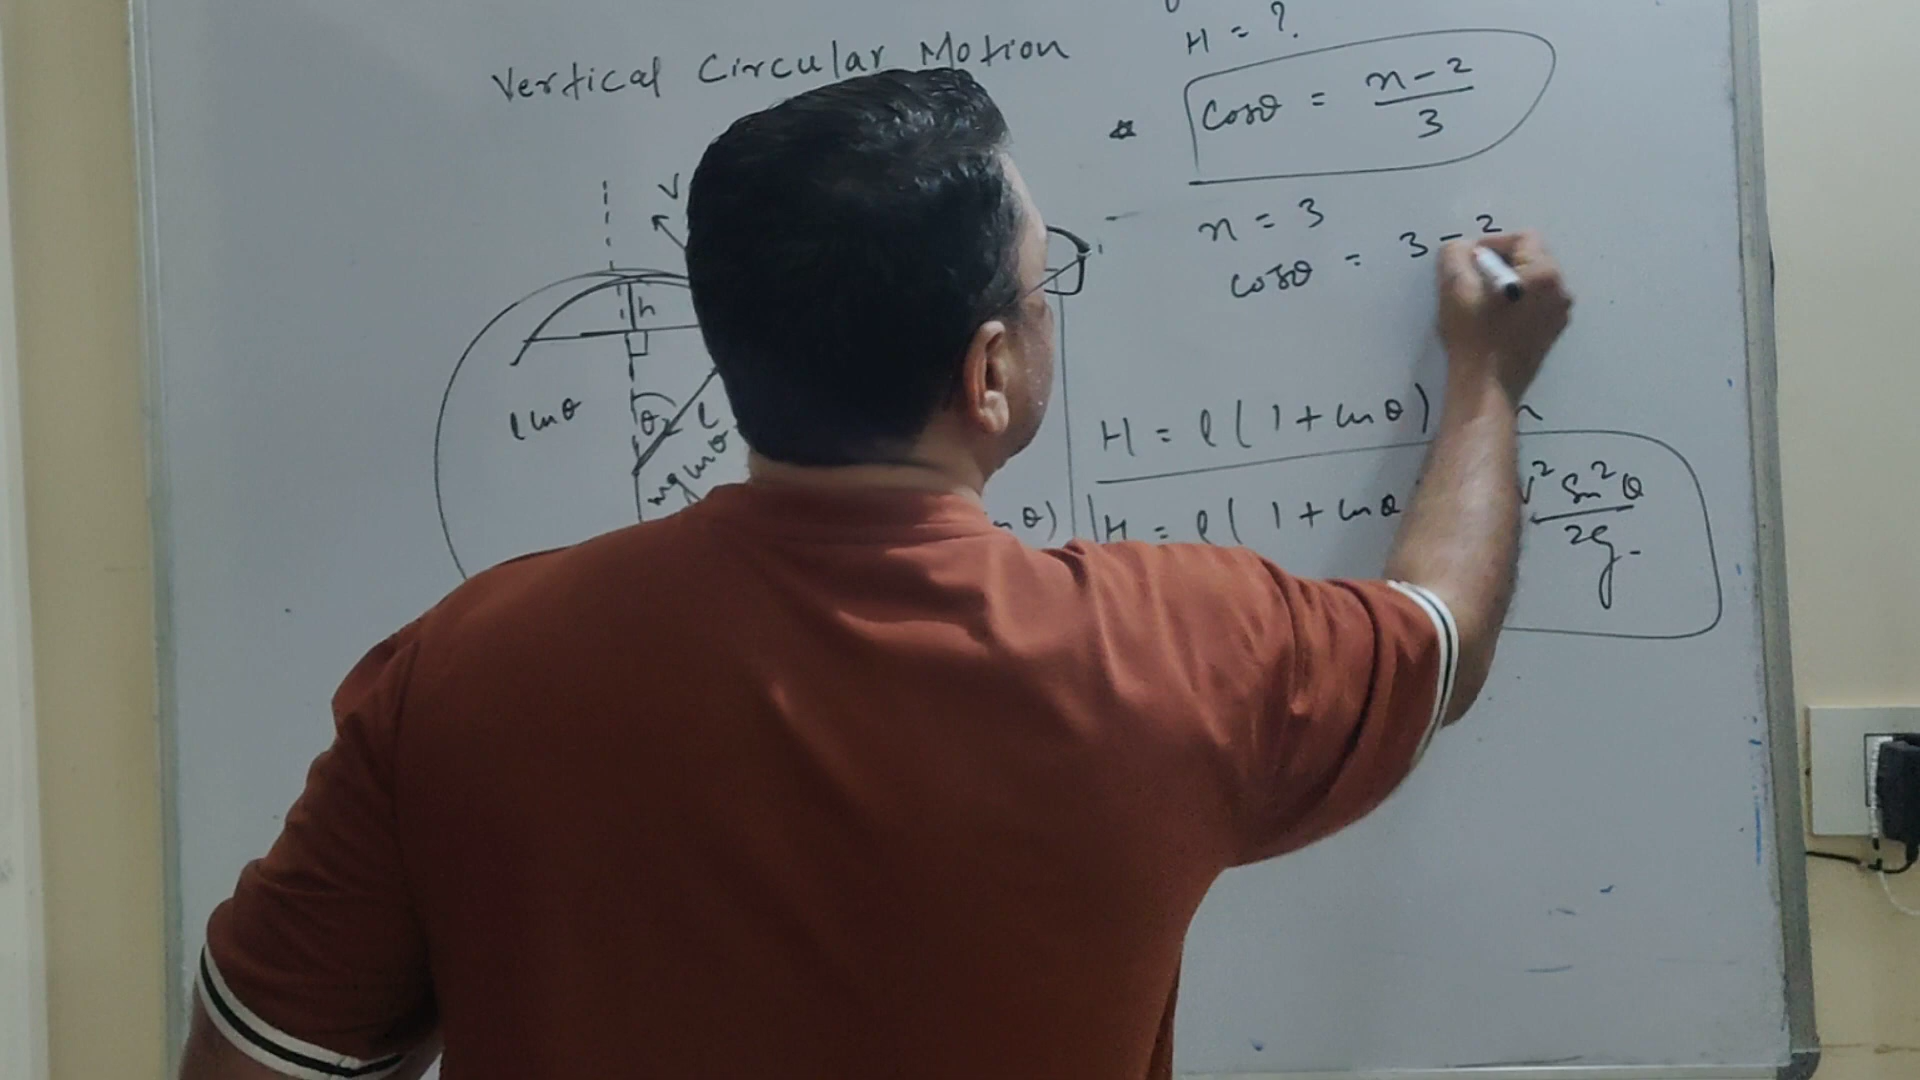 Vertical Circular Motion
V
h
l cosθ
θ
l
mg cosθ
θ)
H = ?
* Cosθ = n-2 / 3
n = 3
cosθ = 3 - 2
H = l(1 + cosθ)
H = l(1 + cosθ
V² Sin²θ / 2g.